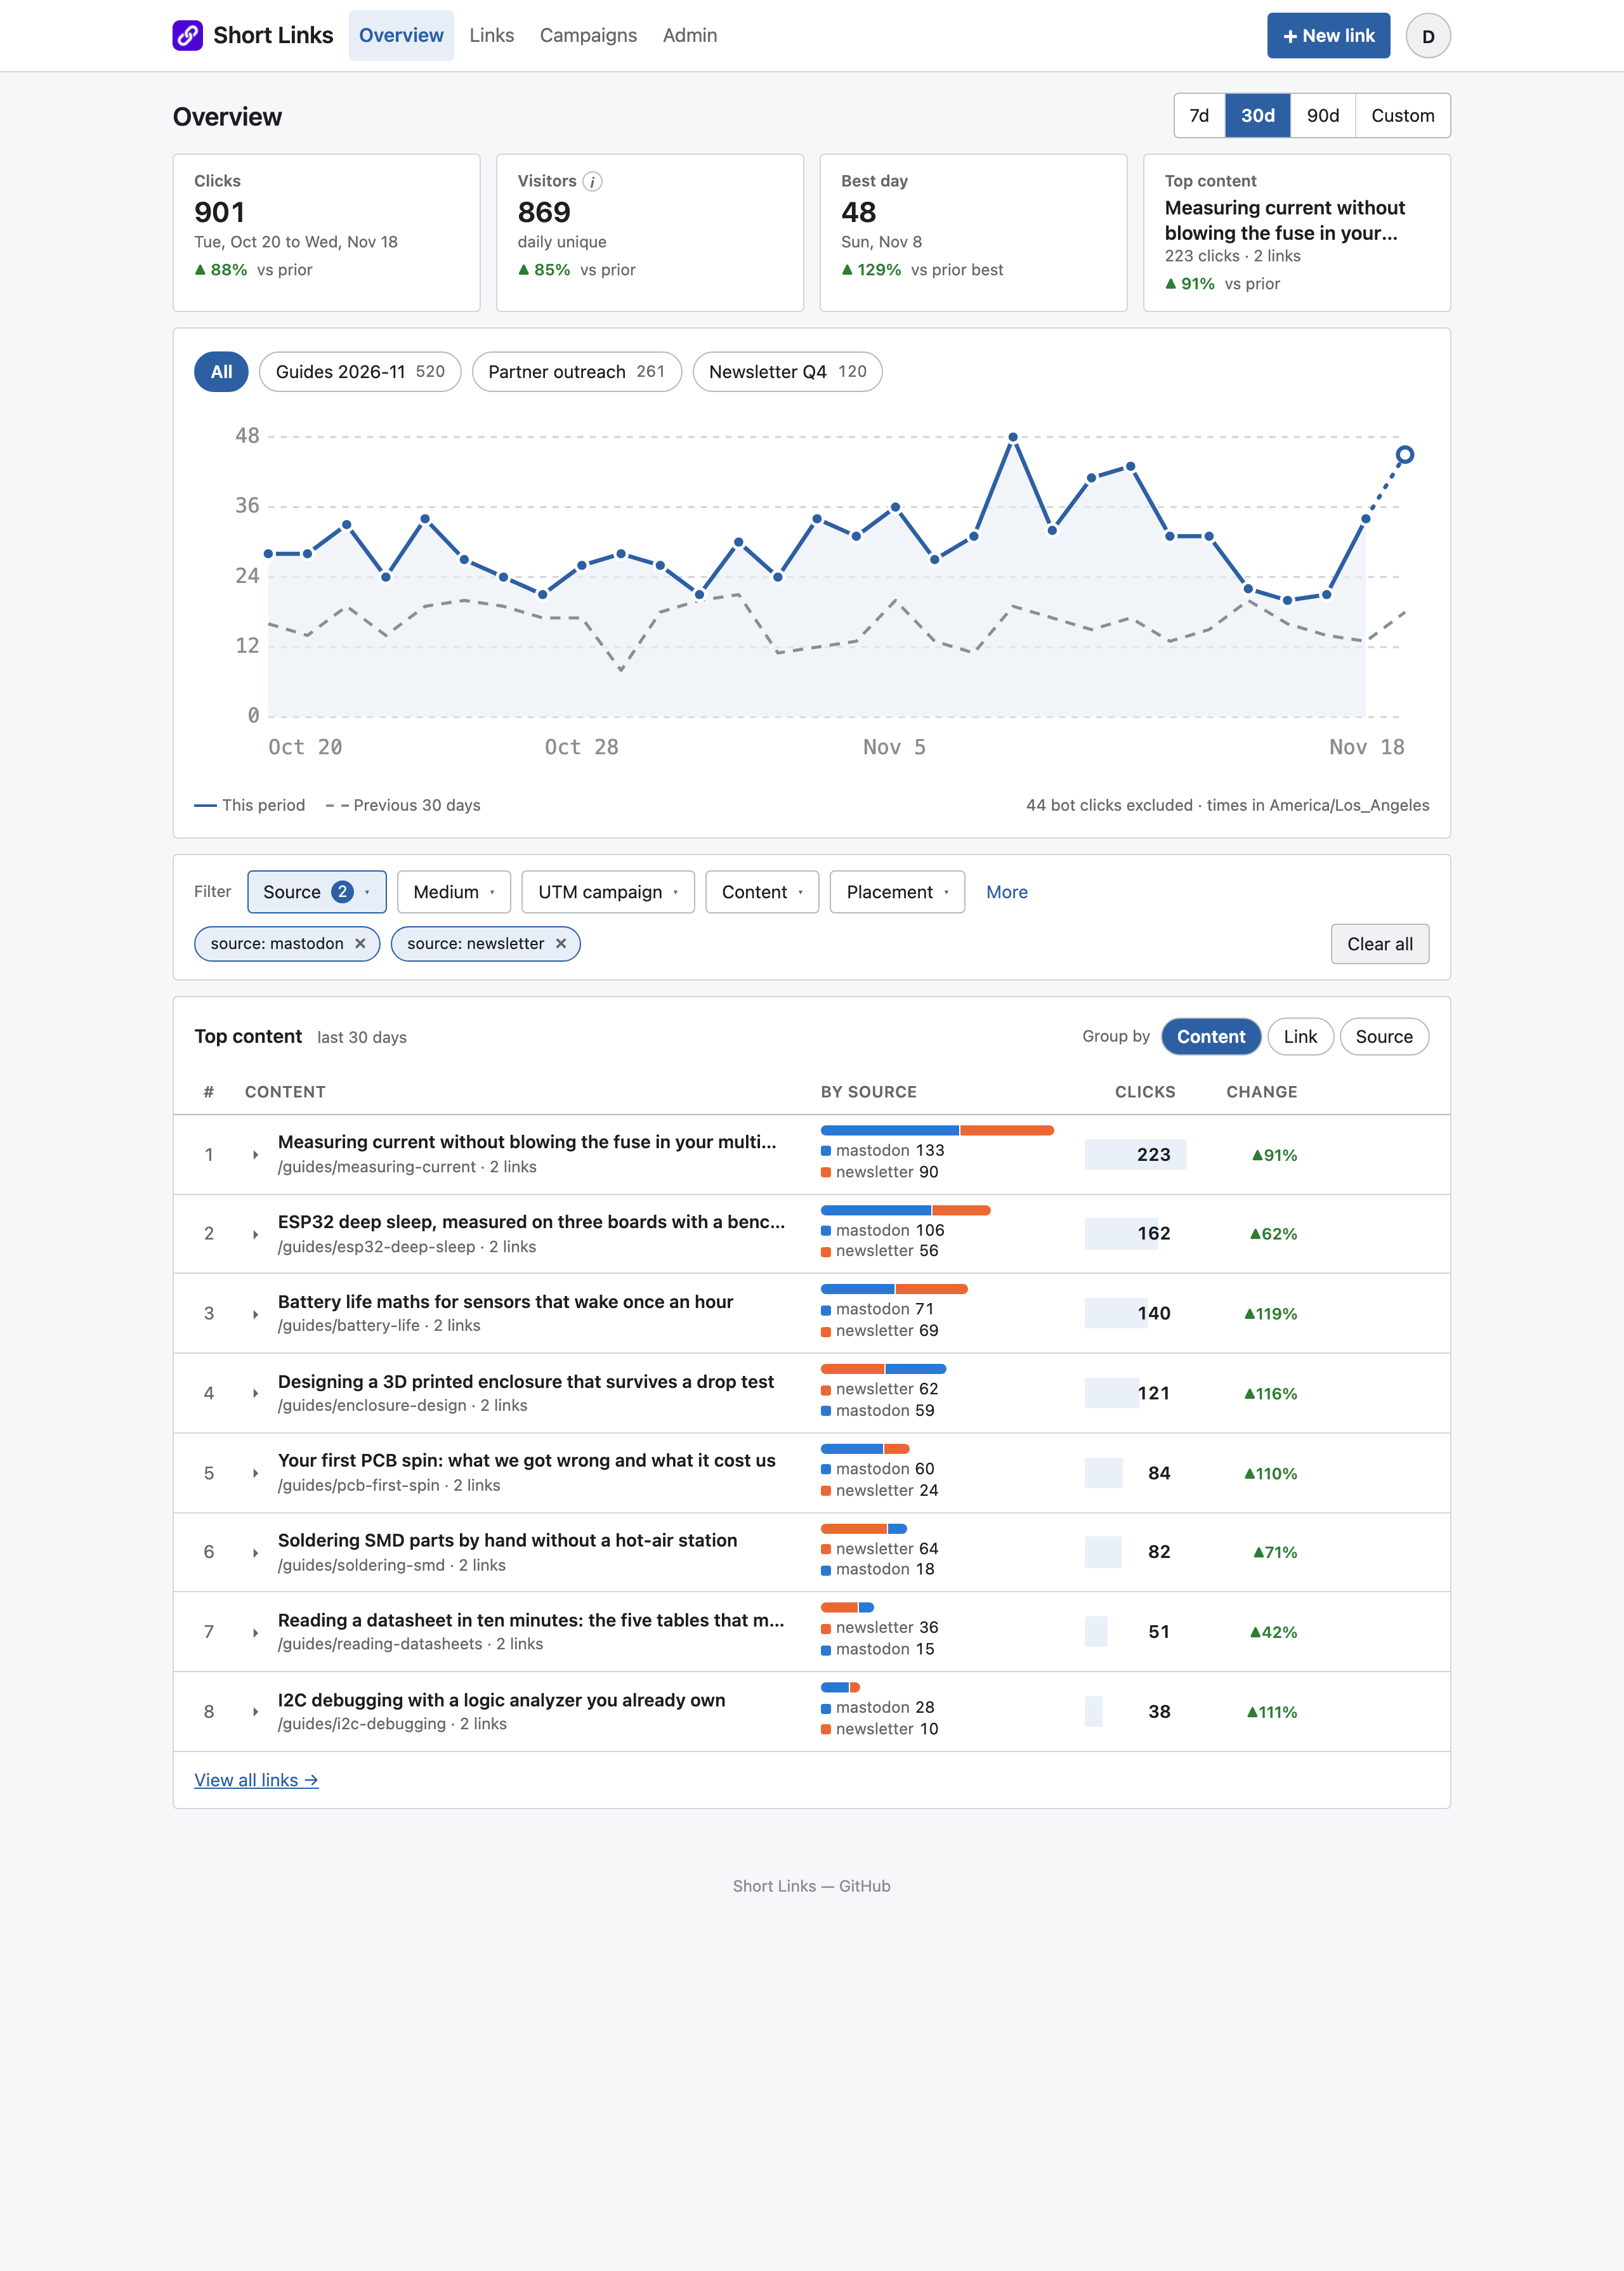 Short Links
Overview
Links
Campaigns
Admin
+ New link
D
Overview
7d
30d
90d
Custom
Clicks
901
Tue, Oct 20 to Wed, Nov 18
▲ 88% vs prior
Visitors i
869
daily unique
▲ 85% vs prior
Best day
48
Sun, Nov 8
▲ 129% vs prior best
Top content
Measuring current without
blowing the fuse in your...
223 clicks · 2 links
▲ 91% vs prior
All
Guides 2026-11 520
Partner outreach 261
Newsletter Q4 120
48
36
24
12
0
Oct 20
Oct 28
Nov 5
Nov 18
This period
Previous 30 days
44 bot clicks excluded · times in America/Los_Angeles
Filter
Source 2
Medium
UTM campaign
Content
Placement
More
source: mastodon ×
source: newsletter ×
Clear all
Top content last 30 days
Group by
Content
Link
Source
# CONTENT BY SOURCE CLICKS CHANGE
1
Measuring current without blowing the fuse in your multi...
/guides/measuring-current · 2 links
mastodon 133
newsletter 90
223
▲91%
2
ESP32 deep sleep, measured on three boards with a benc...
/guides/esp32-deep-sleep · 2 links
mastodon 106
newsletter 56
162
▲62%
3
Battery life maths for sensors that wake once an hour
/guides/battery-life · 2 links
mastodon 71
newsletter 69
140
▲119%
4
Designing a 3D printed enclosure that survives a drop test
/guides/enclosure-design · 2 links
newsletter 62
mastodon 59
121
▲116%
5
Your first PCB spin: what we got wrong and what it cost us
/guides/pcb-first-spin · 2 links
mastodon 60
newsletter 24
84
▲110%
6
Soldering SMD parts by hand without a hot-air station
/guides/soldering-smd · 2 links
newsletter 64
mastodon 18
82
▲71%
7
Reading a datasheet in ten minutes: the five tables that m...
/guides/reading-datasheets · 2 links
newsletter 36
mastodon 15
51
▲42%
8
I2C debugging with a logic analyzer you already own
/guides/i2c-debugging · 2 links
mastodon 28
newsletter 10
38
▲111%
View all links →
Short Links — GitHub